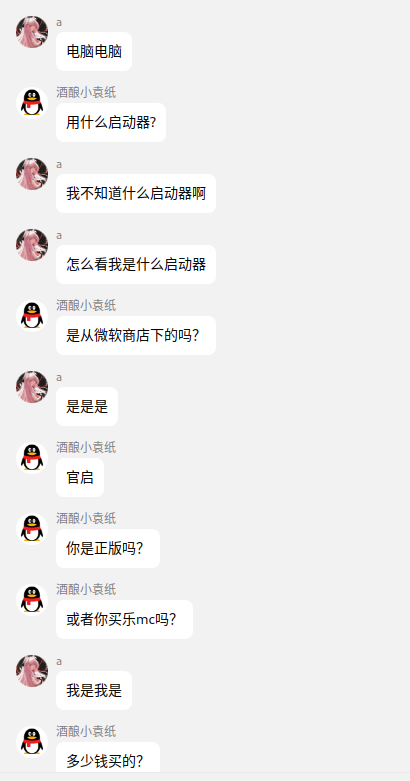 a
电脑电脑
酒酿小袁纸
用什么启动器?
a
我不知道什么启动器啊
a
怎么看我是什么启动器
酒酿小袁纸
是从微软商店下的吗?
a
是是是
酒酿小袁纸
官启
酒酿小袁纸
你是正版吗?
酒酿小袁纸
或者你买乐mc吗?
a
我是我是
酒酿小袁纸
多少钱买的?